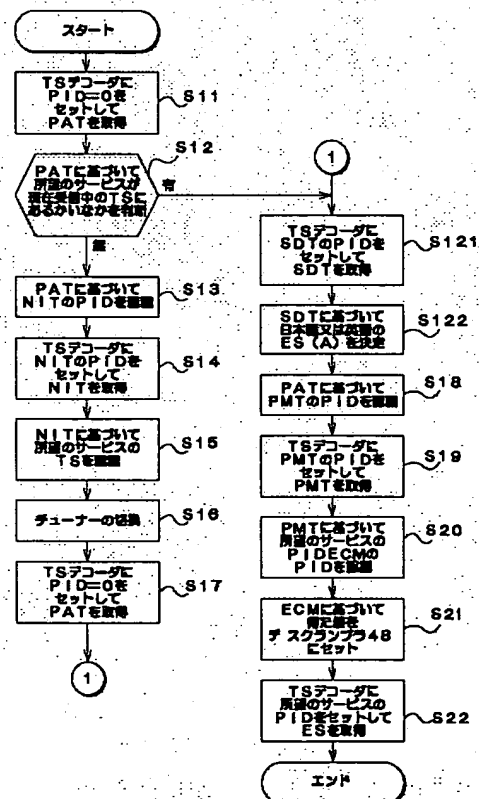 スタート
TSデコーダに
PID=0を
セットして
PATを取得
S11
PATに基づいて
所望のサービスが
現在受信中のTSに
あるかいなかを判断
S12
有
無
PATに基づいて
NITのPIDを確認
S13
TSデコーダに
NITのPIDを
セットして
NITを取得
S14
NITに基づいて
所望のサービスの
TSを確認
S15
チューナーの切換
S16
TSデコーダに
PID=0を
セットして
PATを取得
S17
1
1
TSデコーダに
SDTのPIDを
セットして
SDTを取得
S121
SDTに基づいて
日本語又は英語の
ES(A)を決定
S122
PATに基づいて
PMTのPIDを確認
S18
TSデコーダに
PMTのPIDを
セットして
PMTを取得
S19
PMTに基づいて
所望のサービスの
PIDECMの
PIDを確認
S20
ECMに基づいて
得た鍵を
デ スクランブラ48
にセット
S21
TSデコーダに
所望のサービスの
PIDをセットして
ESを取得
S22
エンド